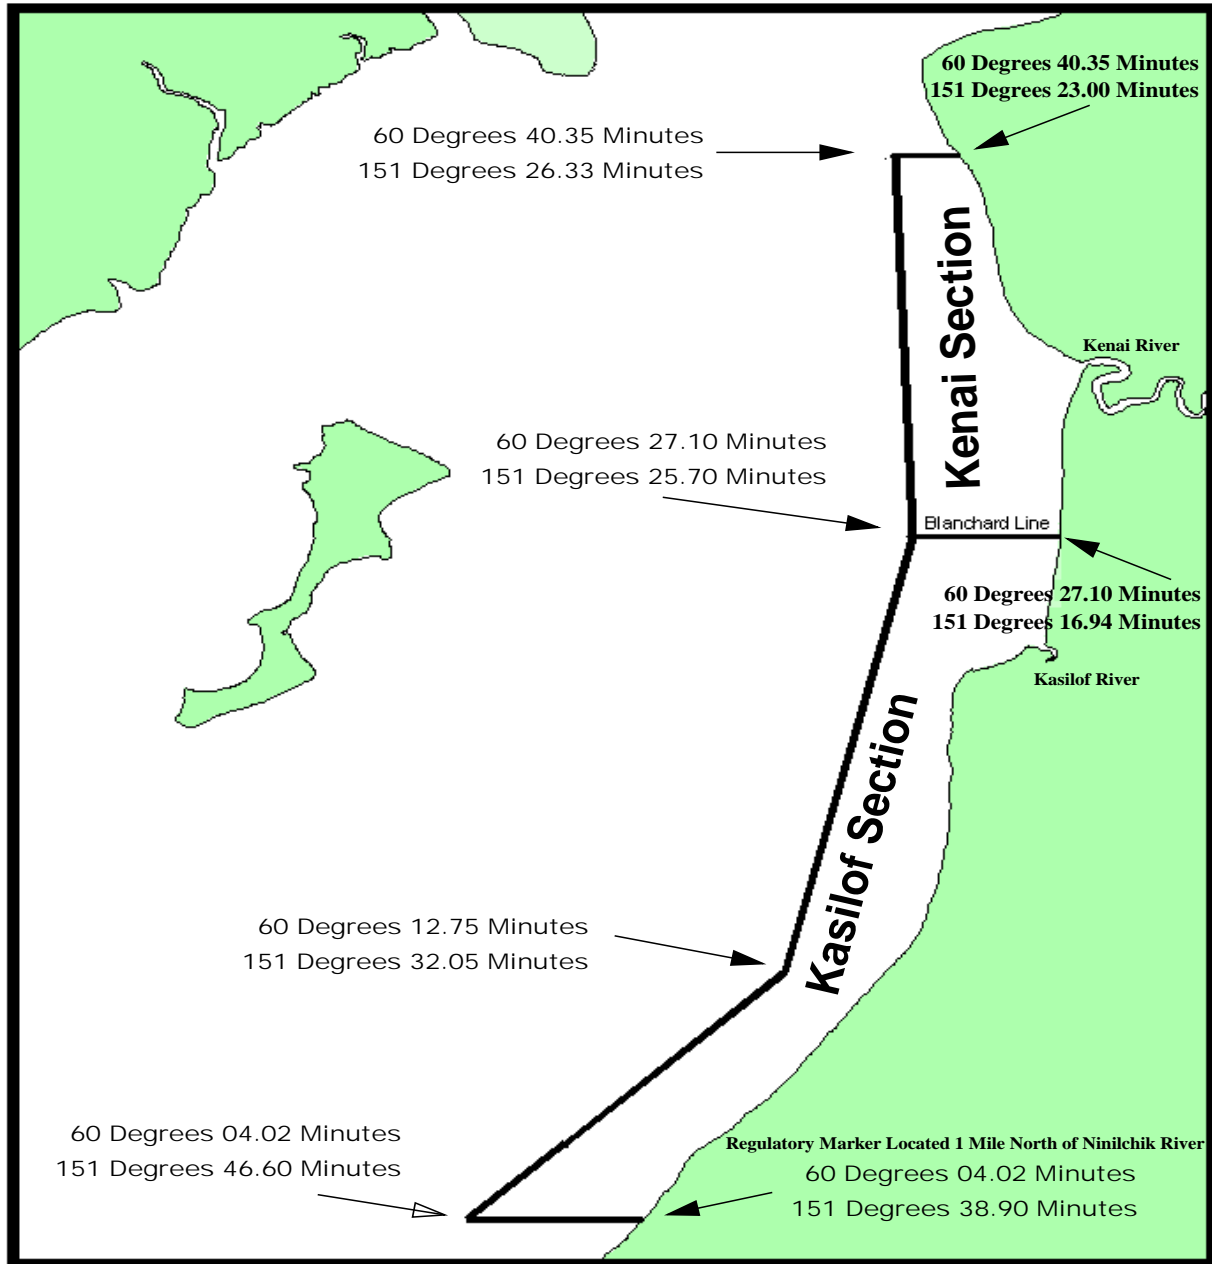 60 Degrees 40.35 Minutes
151 Degrees 23.00 Minutes
60 Degrees 40.35 Minutes
151 Degrees 26.33 Minutes
Kenai Section
Kenai River
60 Degrees 27.10 Minutes
151 Degrees 25.70 Minutes
Blanchard Line
60 Degrees 27.10 Minutes
151 Degrees 16.94 Minutes
Kasilof River
Kasilof Section
60 Degrees 12.75 Minutes
151 Degrees 32.05 Minutes
60 Degrees 04.02 Minutes
151 Degrees 46.60 Minutes
Regulatory Marker Located 1 Mile North of Ninilchik River
60 Degrees 04.02 Minutes
151 Degrees 38.90 Minutes